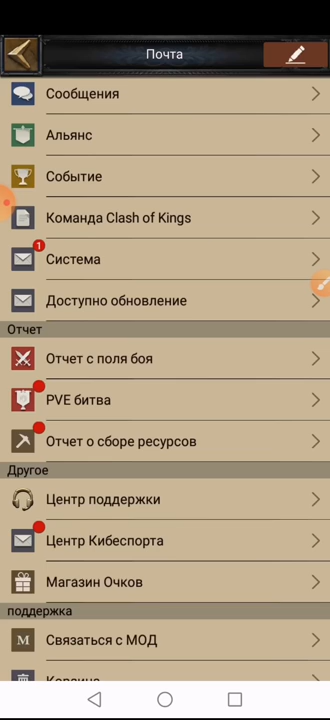 Почта
Сообщения
Альянс
Событие
Команда Clash of Kings
1
Система
Доступно обновление
Отчет
Отчет с поля боя
PVE битва
Отчет о сборе ресурсов
Другое
Центр поддержки
Центр Кибеспорта
Магазин Очков
поддержка
M
Связаться с МОД
Корзина